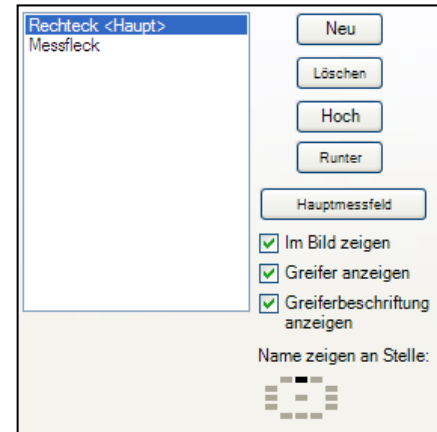 Rechteck <Haupt>
Messfleck
Neu
Löschen
Hoch
Runter
Hauptmessfeld
Im Bild zeigen
Greifer anzeigen
Greiferbeschriftung
anzeigen
Name zeigen an Stelle: